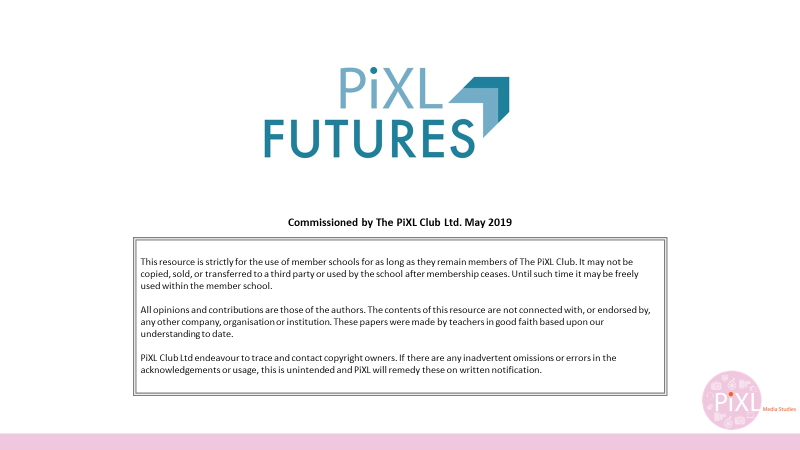 PiXL
FUTURES
Commissioned by The PiXL Club Ltd. May 2019
This resource is strictly for the use of member schools for as long as they remain members of The PiXL Club. It may not be
copied, sold, or transferred to a third party or used by the school after membership ceases. Until such time it may be freely
used within the member school.
All opinions and contributions are those of the authors. The contents of this resource are not connected with, or endorsed by,
any other company, organisation or institution. These papers were made by teachers in good faith based upon our
understanding to date.
PiXL Club Ltd endeavour to trace and contact copyright owners. If there are any inadvertent omissions or errors in the
acknowledgements or usage, this is unintended and PiXL will remedy these on written notification.
PiXL Media Studies